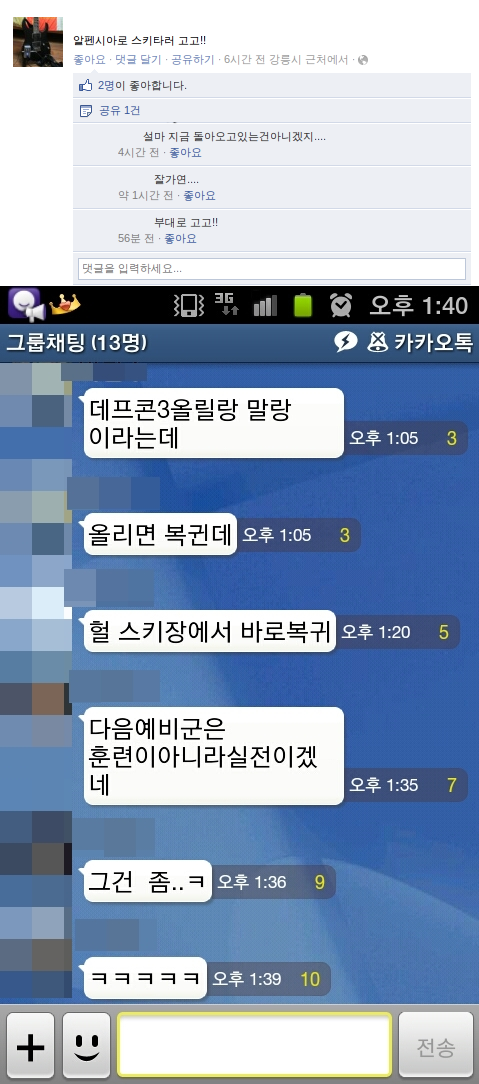 알펜시아로 스키타러 고고!!
좋아요 · 댓글 달기 · 공유하기 · 6시간 전 강릉시 근처에서 ·
2명이 좋아합니다.
공유 1건
설마 지금 돌아오고있는건아니겠지....
4시간 전 · 좋아요
잘가연....
약 1시간 전 · 좋아요
부대로 고고!!
56분 전 · 좋아요
댓글을 입력하세요...
3G 오후 1:40
그룹채팅 (13명) 카카오톡
데프콘3올릴랑 말랑
이라는데 오후 1:05 3
올리면 복귄데 오후 1:05 3
헐 스키장에서 바로복귀 오후 1:20 5
다음예비군은
훈련이아니라실전이겠
네 오후 1:35 7
그건 좀..ㅋ 오후 1:36 9
ㅋㅋㅋㅋㅋ 오후 1:39 10
전송